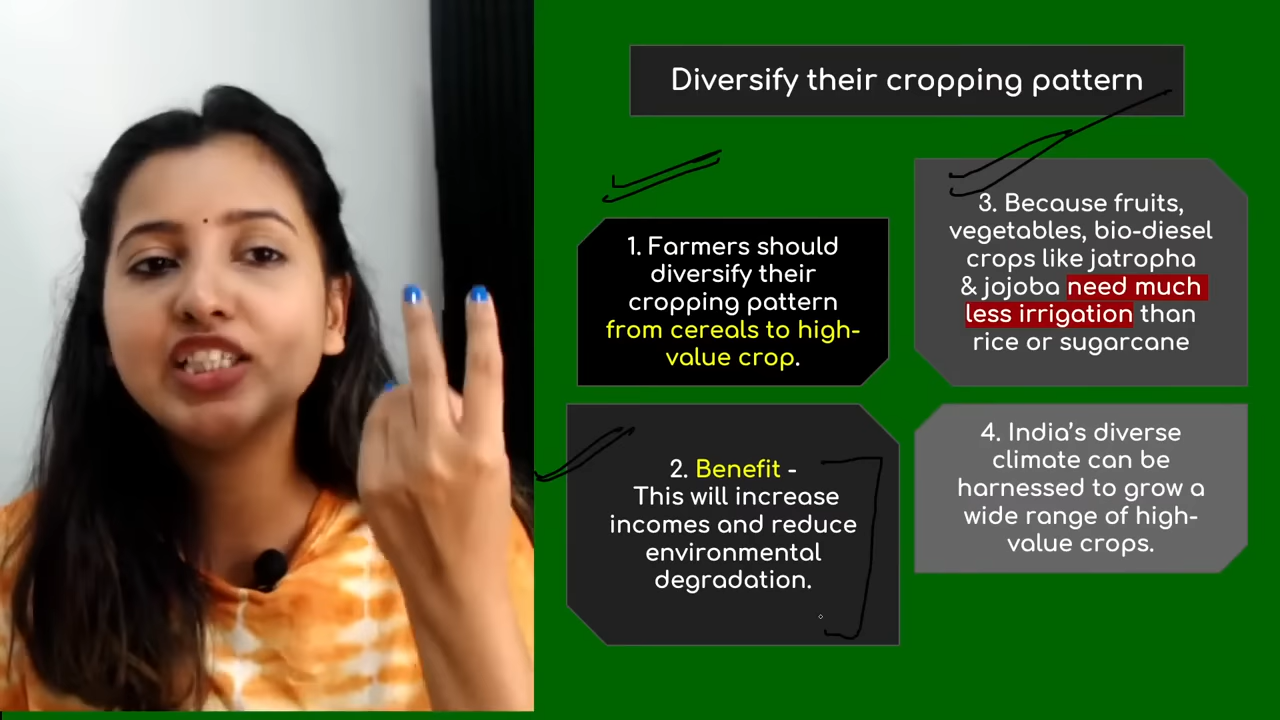 Diversify their cropping pattern
1. Farmers should
diversify their
cropping pattern
from cereals to high-
value crop.
2. Benefit -
This will increase
incomes and reduce
environmental
degradation.
3. Because fruits,
vegetables, bio-diesel
crops like jatropha
& jojoba need much
less irrigation than
rice or sugarcane
4. India's diverse
climate can be
harnessed to grow a
wide range of high-
value crops.